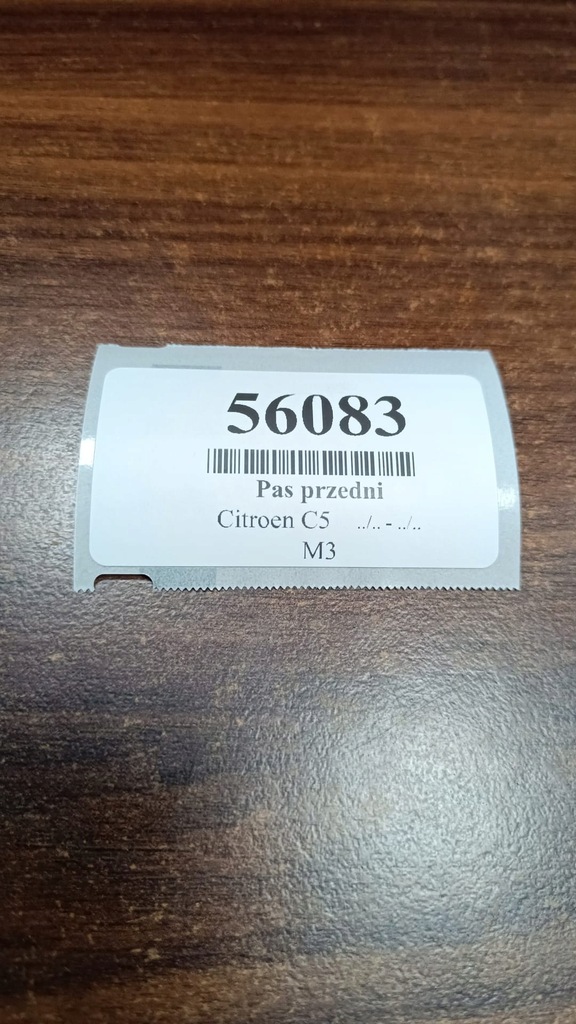 56083
Pas przedni
Citroen C5 ../.. - ../..
M3